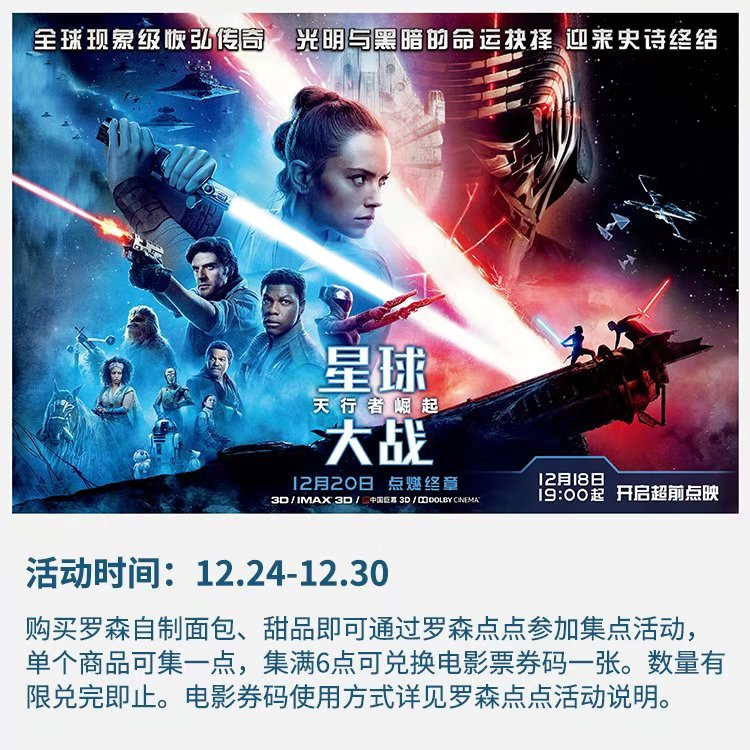 全球现象级恢弘传奇 光明与黑暗的命运抉择 迎来史诗终结
星球
天行者崛起
大战
12月20日 点燃终章
3D / IMAX 3D / 中国巨幕 3D / DOLBY CINEMA
12月18日
19:00起 开启超前点映
活动时间：12.24-12.30
购买罗森自制面包、甜品即可通过罗森点点参加集点活动，
单个商品可集一点，集满6点可兑换电影票券码一张。数量有
限兑完即止。电影券码使用方式详见罗森点点活动说明。